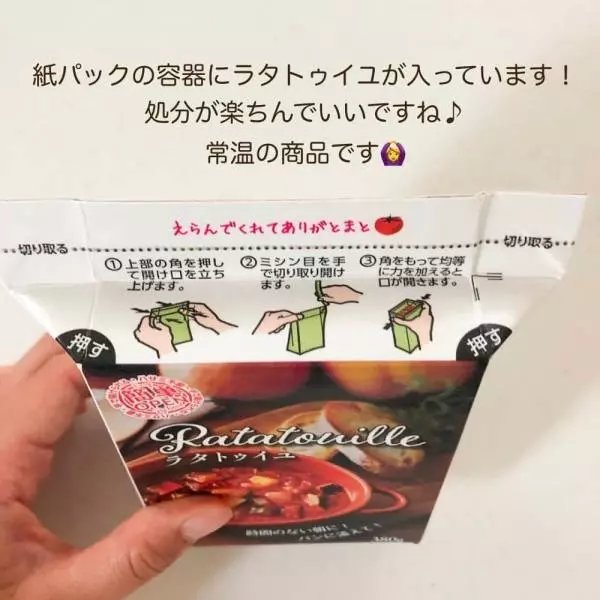 紙パックの容器にラタトゥイユが入っています！
処分が楽ちんでいいですね♪
常温の商品です🙆‍♀️
えらんでくれてありがとまと
切り取る
切り取る
①上部の角を押し
て開け口を立ち
上げます。
②ミシン目を手
で切り取り開け
ます。
③角をもって均等
に力を加えると
口が開きます。
押す
押す
簡単
OPEN
Ratatouille
ラタトゥイユ